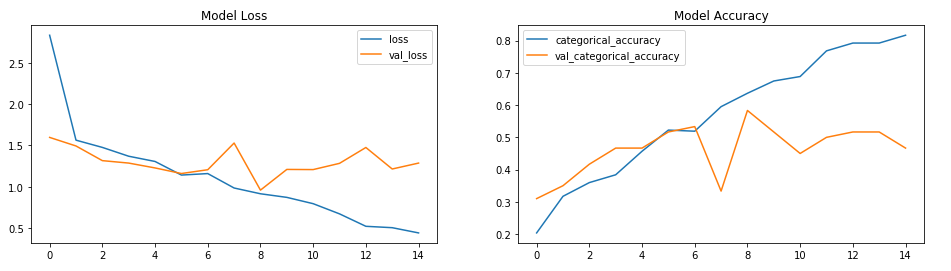 Model Loss
2.5
2.0
1.5
1.0
0.5
0 2 4 6 8 10 12 14
loss
val_loss
Model Accuracy
0.8
0.7
0.6
0.5
0.4
0.3
0.2
0 2 4 6 8 10 12 14
categorical_accuracy
val_categorical_accuracy